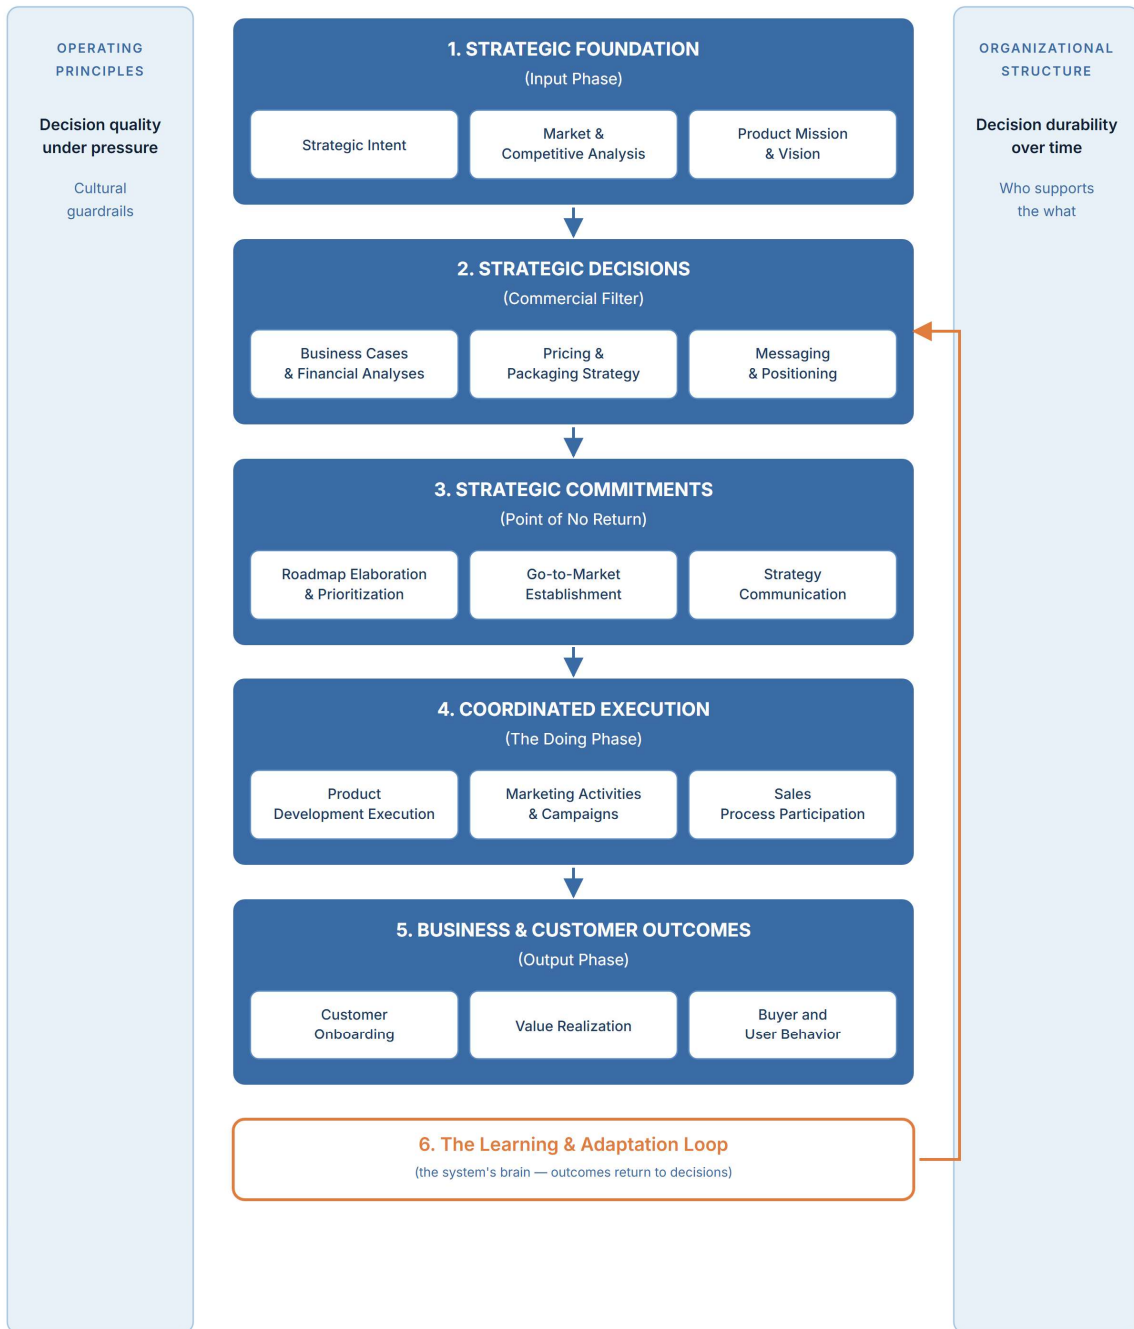 OPERATING
PRINCIPLES
Decision quality
under pressure
Cultural
guardrails
1. STRATEGIC FOUNDATION
(Input Phase)
Strategic Intent
Market &
Competitive Analysis
Product Mission
& Vision
2. STRATEGIC DECISIONS
(Commercial Filter)
Business Cases
& Financial Analyses
Pricing &
Packaging Strategy
Messaging
& Positioning
3. STRATEGIC COMMITMENTS
(Point of No Return)
Roadmap Elaboration
& Prioritization
Go-to-Market
Establishment
Strategy
Communication
4. COORDINATED EXECUTION
(The Doing Phase)
Product
Development Execution
Marketing Activities
& Campaigns
Sales
Process Participation
5. BUSINESS & CUSTOMER OUTCOMES
(Output Phase)
Customer
Onboarding
Value Realization
Buyer and
User Behavior
6. The Learning & Adaptation Loop
(the system's brain — outcomes return to decisions)
ORGANIZATIONAL
STRUCTURE
Decision durability
over time
Who supports
the what